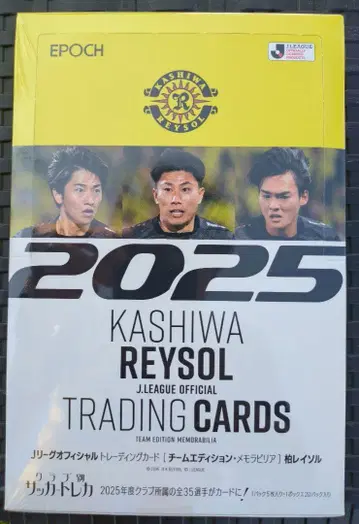 EPOCH
J.LEAGUE
KASHIWA
REYSOL
2025
KASHIWA
REYSOL
J.LEAGUE OFFICIAL
TRADING CARDS
TEAM EDITION MEMORABILIA
Jリーグオフィシャル トレーディングカード [ チームエディション・メモラビリア ] 柏レイソル
クラブ別
サッカートレカ
2025年度クラブ所属の全35選手がカードに!